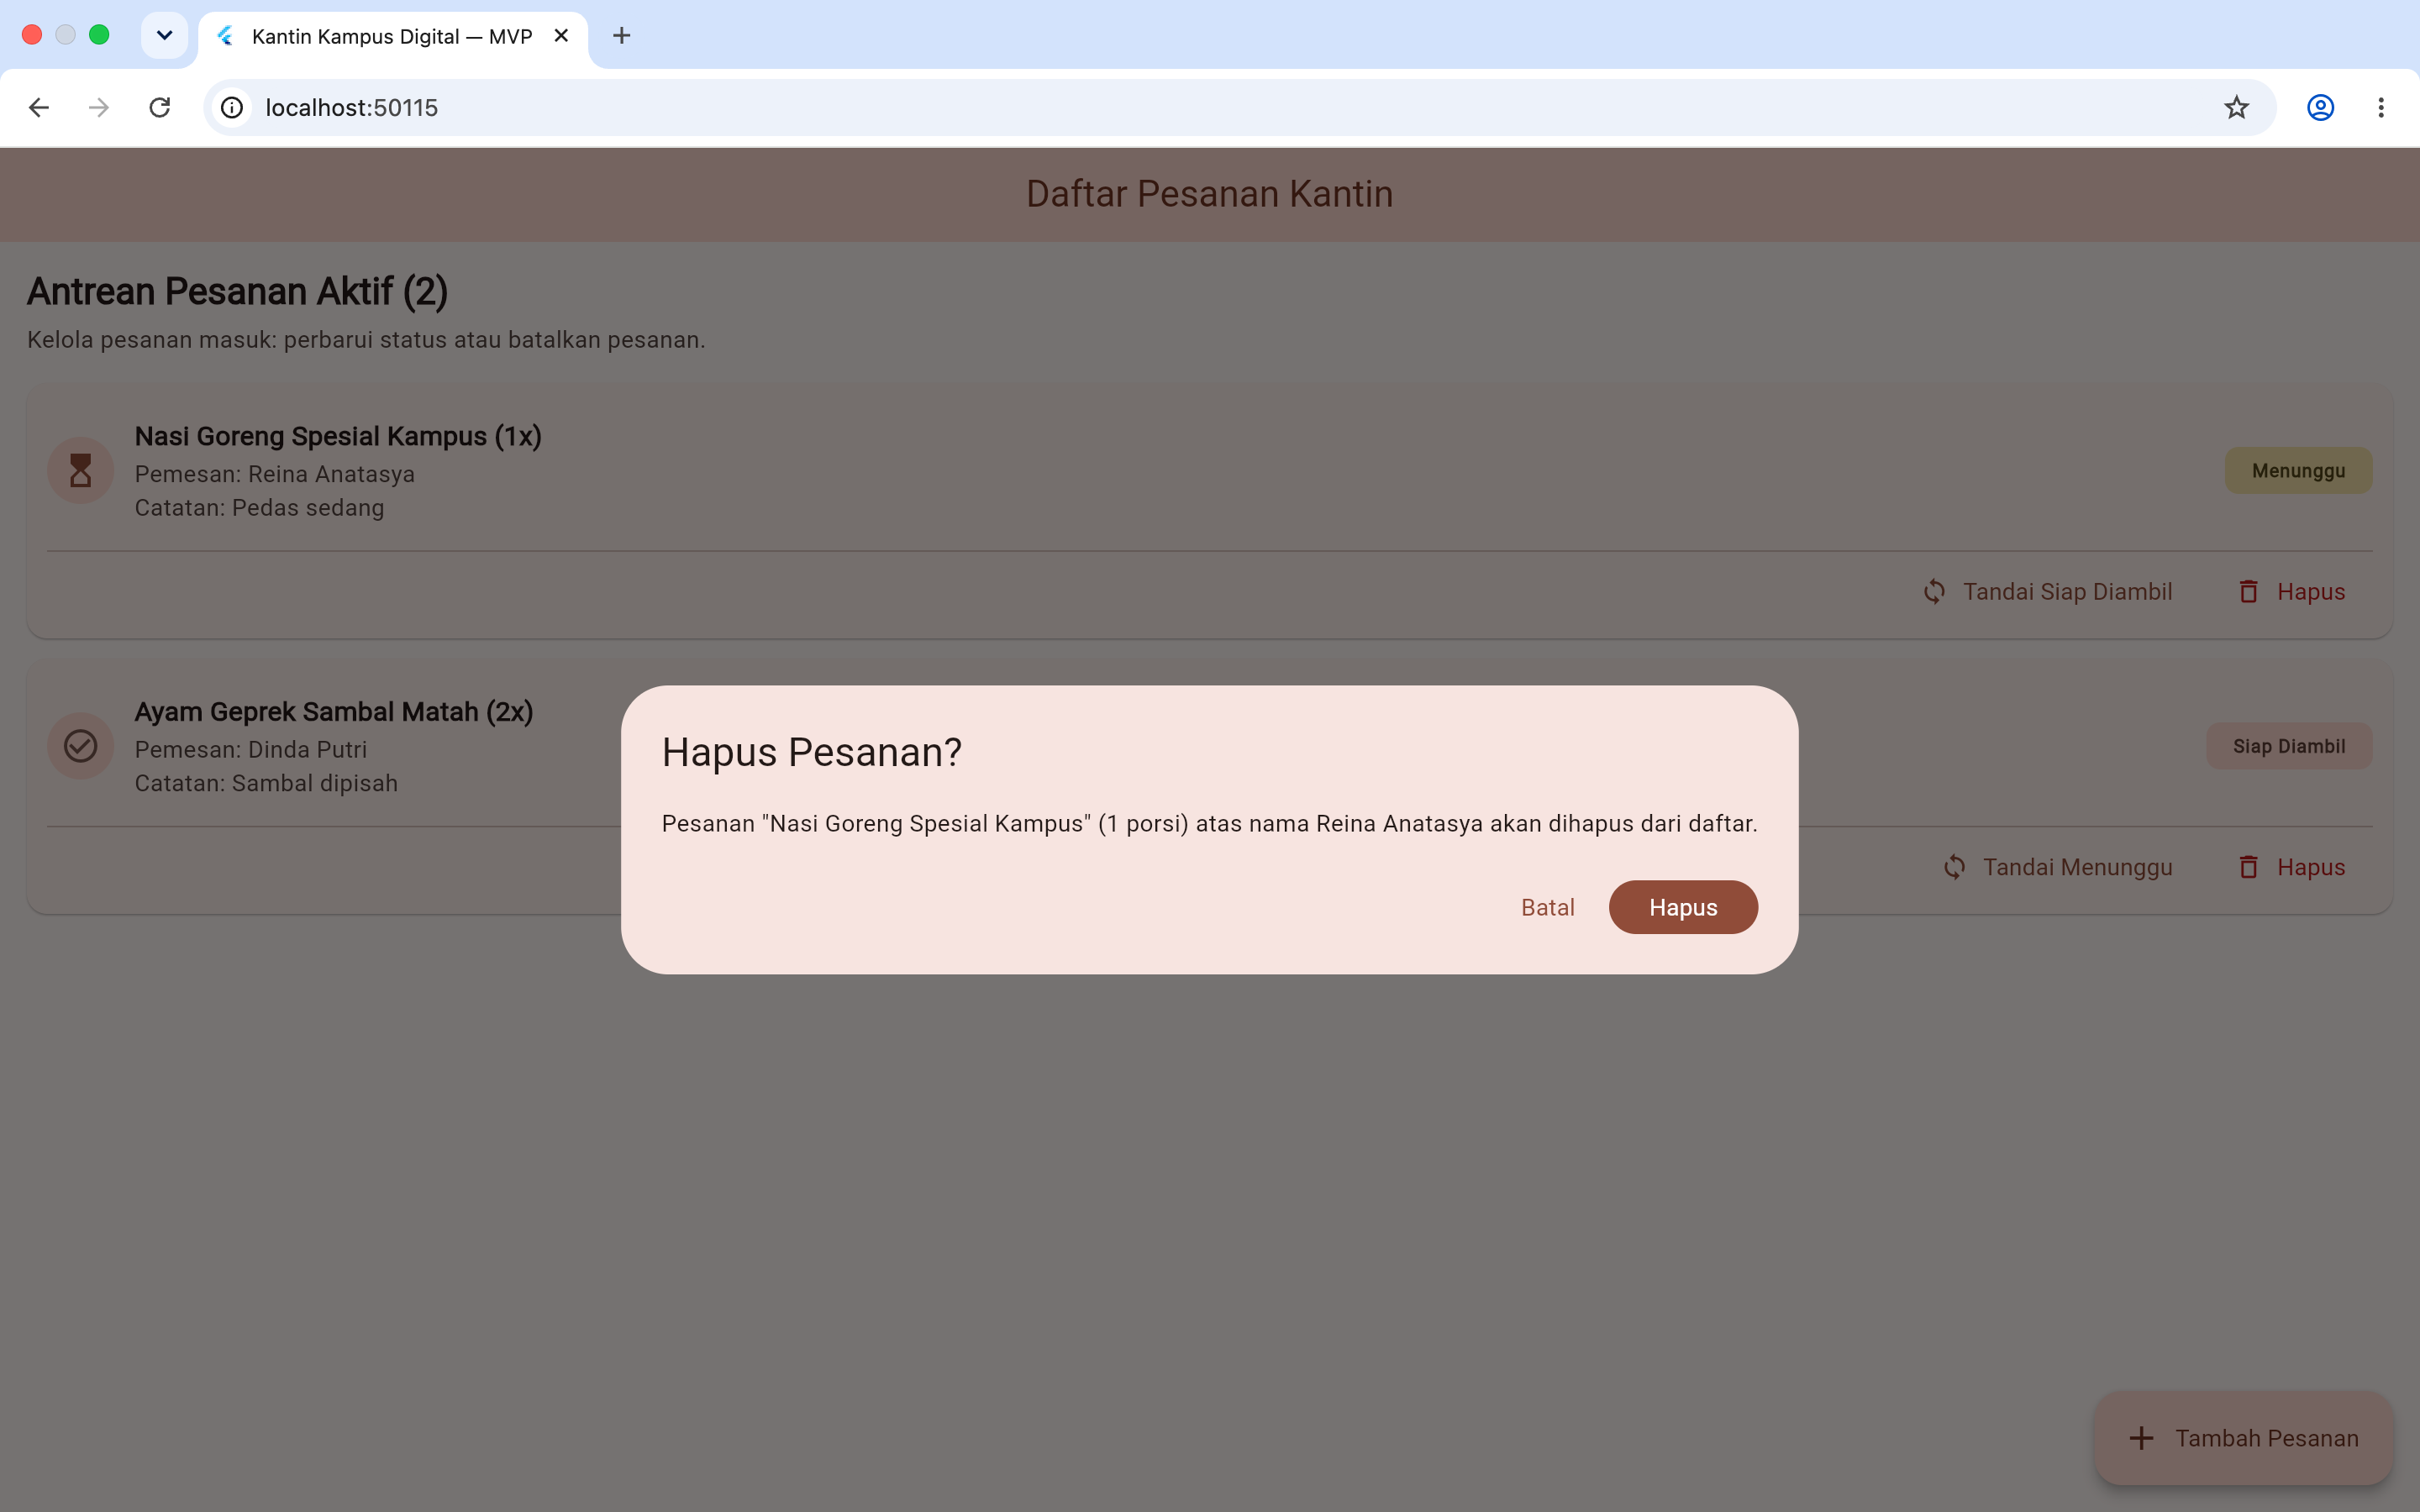 Kantin Kampus Digital — MVP
localhost:50115
Daftar Pesanan Kantin
Antrean Pesanan Aktif (2)
Kelola pesanan masuk: perbarui status atau batalkan pesanan.
Nasi Goreng Spesial Kampus (1x)
Pemesan: Reina Anatasya
Catatan: Pedas sedang
Menunggu
Tandai Siap Diambil
Hapus
Ayam Geprek Sambal Matah (2x)
Pemesan: Dinda Putri
Catatan: Sambal dipisah
Siap Diambil
Tandai Menunggu
Hapus
Hapus Pesanan?
Pesanan "Nasi Goreng Spesial Kampus" (1 porsi) atas nama Reina Anatasya akan dihapus dari daftar.
Batal
Hapus
Tambah Pesanan